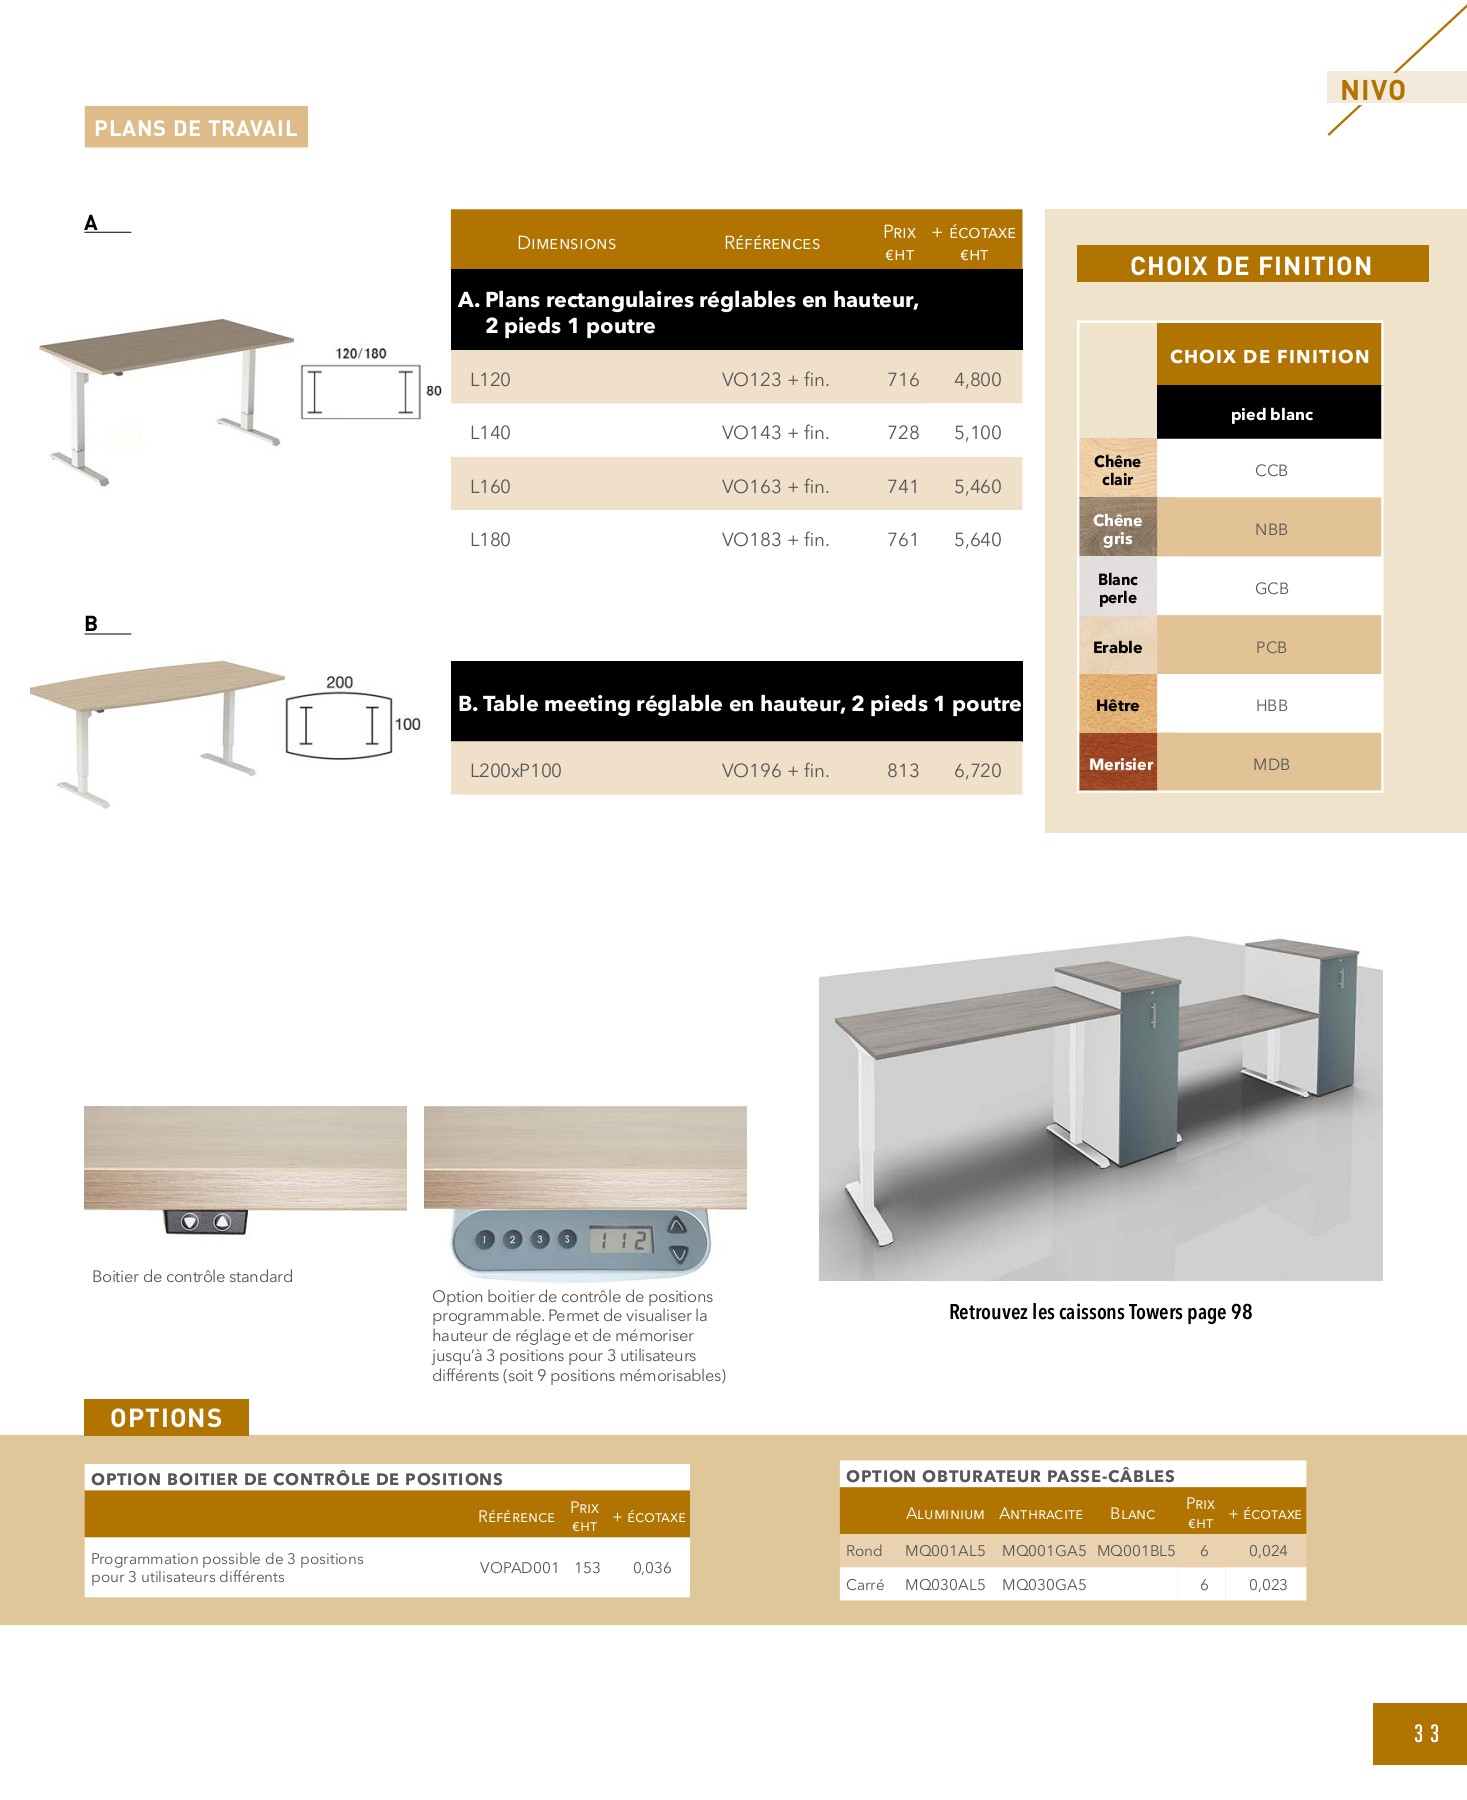 NIVO
PLANS DE TRAVAIL
A
120/180
80
Dimensions Références Prix €ht + écotaxe €ht
A. Plans rectangulaires réglables en hauteur,
2 pieds 1 poutre
L120 VO123 + fin. 716 4,800
L140 VO143 + fin. 728 5,100
L160 VO163 + fin. 741 5,460
L180 VO183 + fin. 761 5,640
B
200
100
B. Table meeting réglable en hauteur, 2 pieds 1 poutre
L200xP100 VO196 + fin. 813 6,720
CHOIX DE FINITION
CHOIX DE FINITION
pied blanc
Chêne clair CCB
Chêne gris NBB
Blanc perle GCB
Erable PCB
Hêtre HBB
Merisier MDB
1 2 3 S 112
Boitier de contrôle standard
Option boitier de contrôle de positions
programmable. Permet de visualiser la
hauteur de réglage et de mémoriser
jusqu'à 3 positions pour 3 utilisateurs
différents (soit 9 positions mémorisables)
Retrouvez les caissons Towers page 98
OPTIONS
OPTION BOITIER DE CONTRÔLE DE POSITIONS
Référence Prix €ht + écotaxe
Programmation possible de 3 positions
pour 3 utilisateurs différents VOPAD001 153 0,036
OPTION OBTURATEUR PASSE-CÂBLES
Aluminium Anthracite Blanc Prix €ht + écotaxe
Rond MQ001AL5 MQ001GA5 MQ001BL5 6 0,024
Carré MQ030AL5 MQ030GA5 6 0,023
33